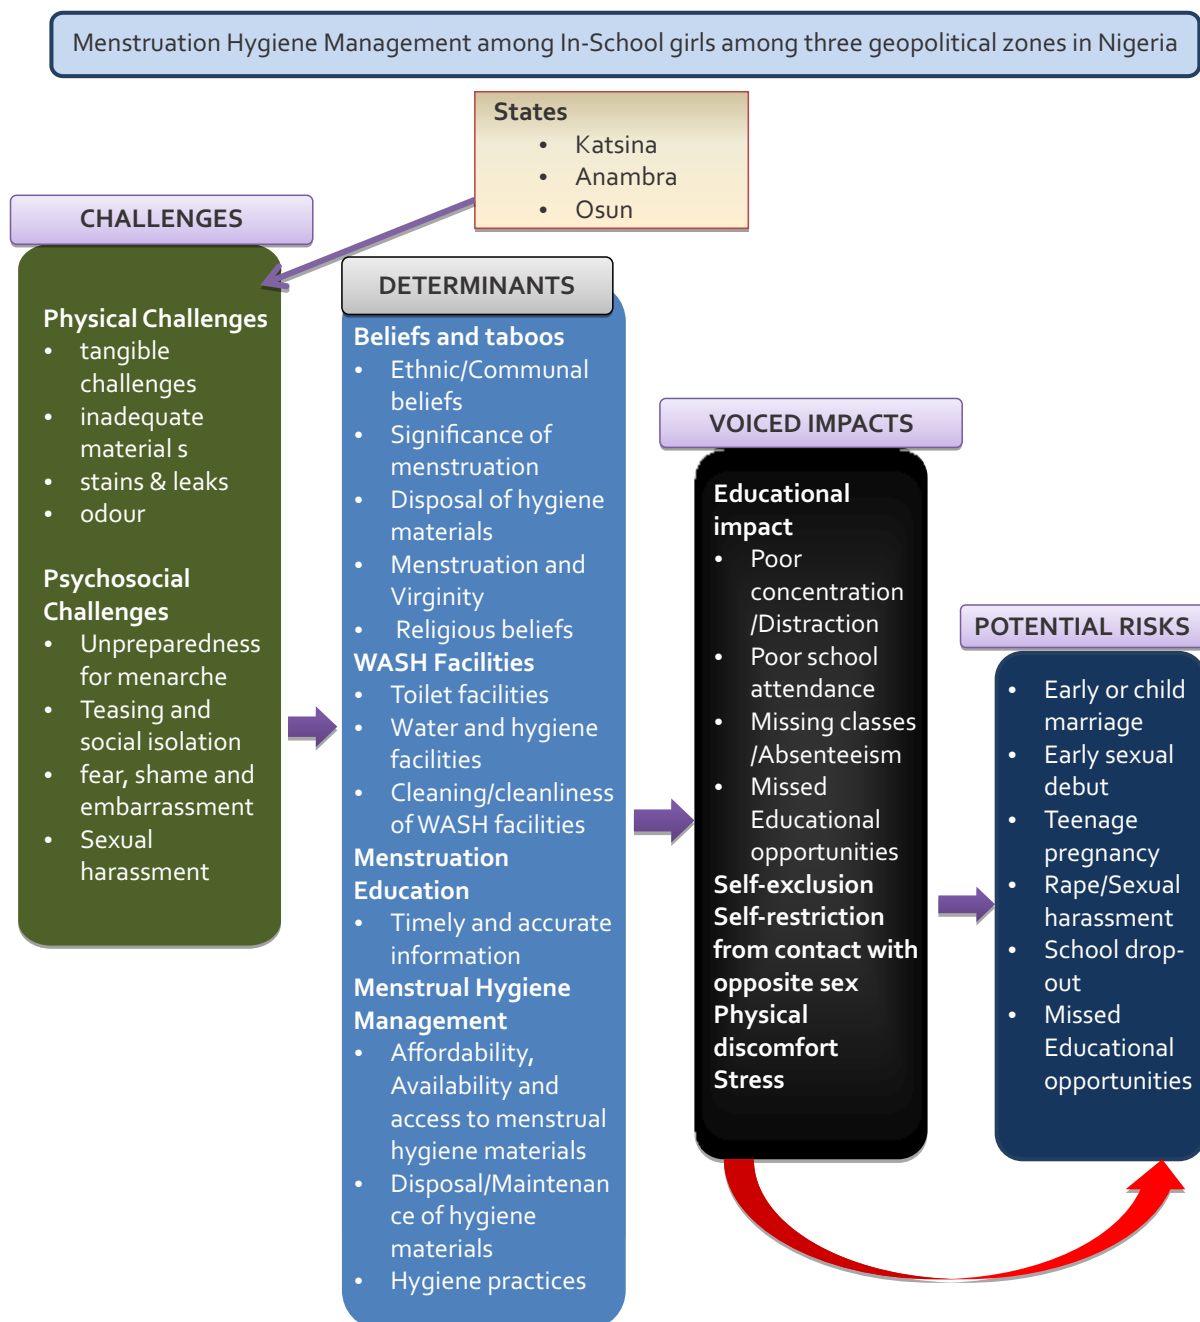 Menstruation Hygiene Management among In-School girls among three geopolitical zones in Nigeria
States
• Katsina
• Anambra
• Osun
CHALLENGES
Physical Challenges
• tangible
challenges
• inadequate
material s
• stains & leaks
• odour
Psychosocial
Challenges
• Unpreparedness
for menarche
• Teasing and
social isolation
• fear, shame and
embarrassment
• Sexual
harassment
DETERMINANTS
Beliefs and taboos
• Ethnic/Communal
beliefs
• Significance of
menstruation
• Disposal of hygiene
materials
• Menstruation and
Virginity
• Religious beliefs
WASH Facilities
• Toilet facilities
• Water and hygiene
facilities
• Cleaning/cleanliness
of WASH facilities
Menstruation
Education
• Timely and accurate
information
Menstrual Hygiene
Management
• Affordability,
Availability and
access to menstrual
hygiene materials
• Disposal/Maintenan
ce of hygiene
materials
• Hygiene practices
VOICED IMPACTS
Educational
impact
• Poor
concentration
/Distraction
• Poor school
attendance
• Missing classes
/Absenteeism
• Missed
Educational
opportunities
Self-exclusion
Self-restriction
from contact with
opposite sex
Physical
discomfort
Stress
POTENTIAL RISKS
• Early or child
marriage
• Early sexual
debut
• Teenage
pregnancy
• Rape/Sexual
harassment
• School drop-
out
• Missed
Educational
opportunities